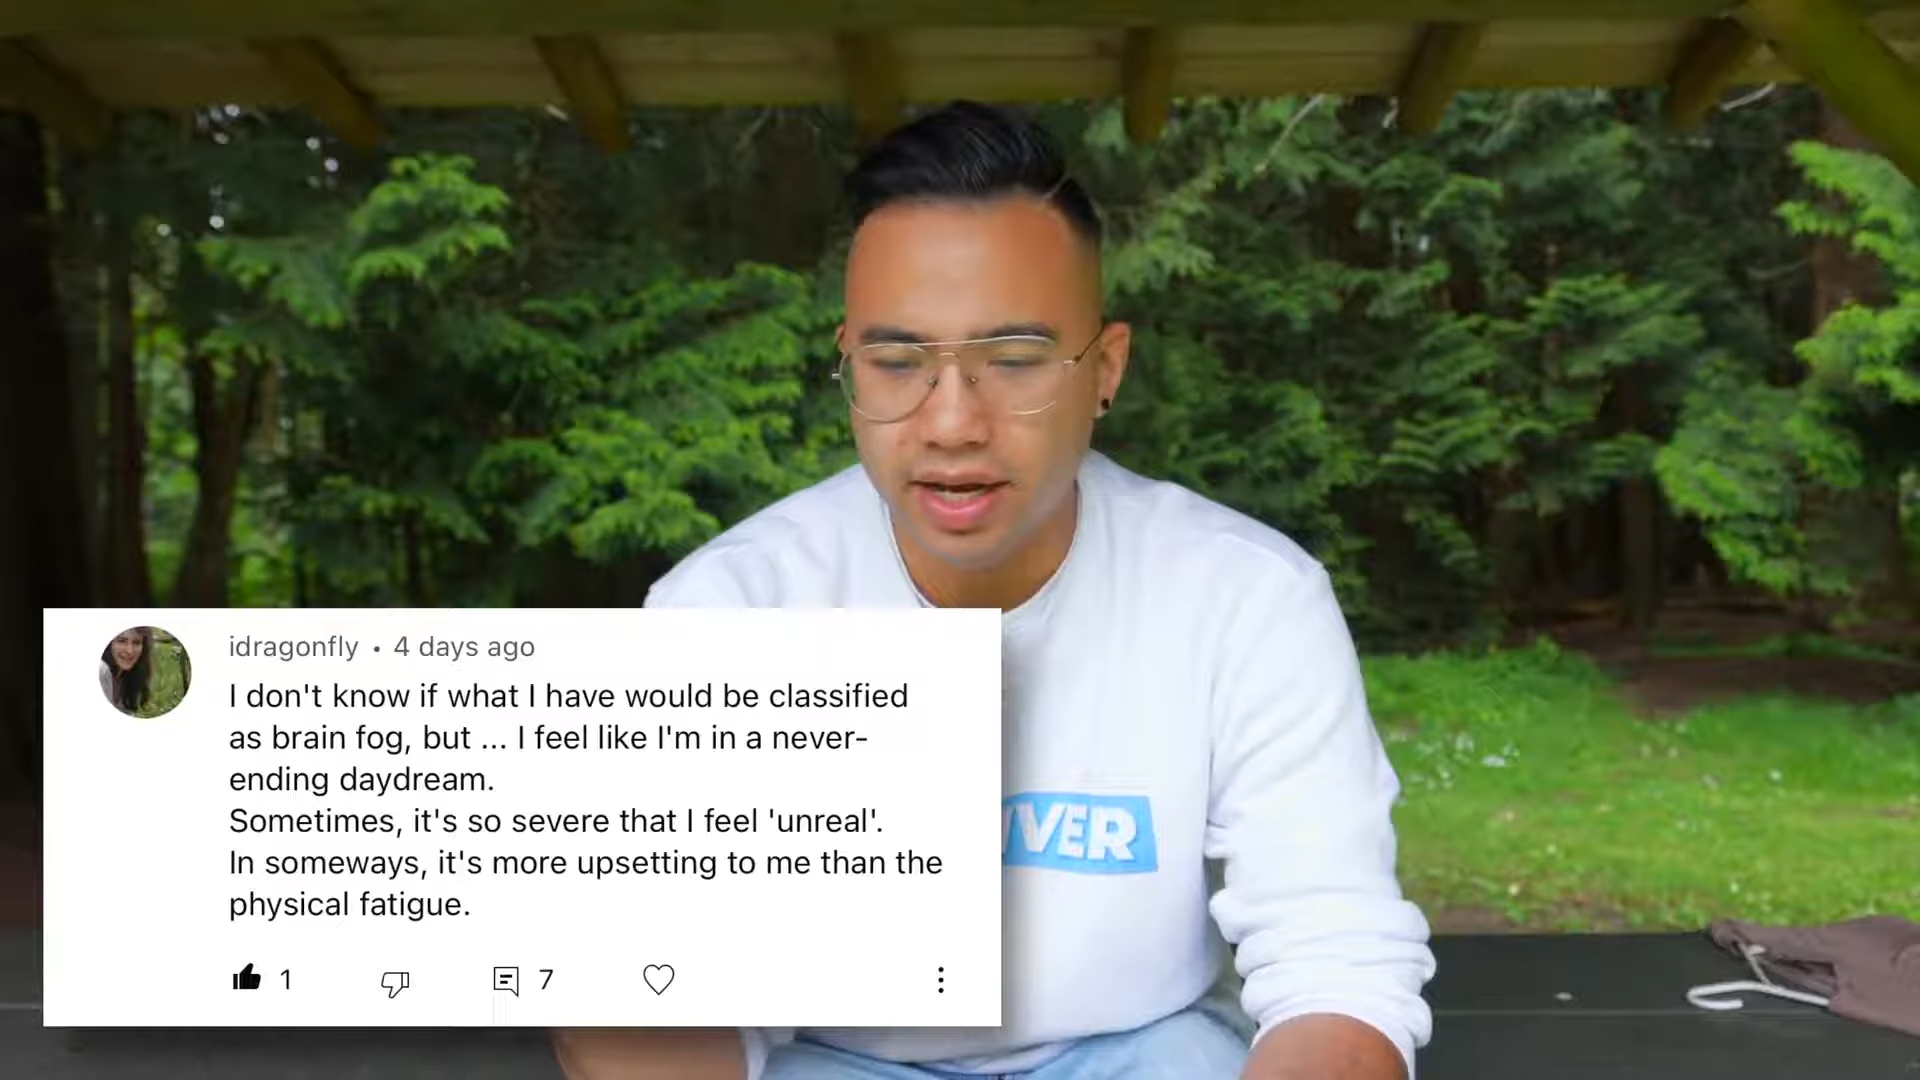 idragonfly • 4 days ago
I don't know if what I have would be classified
as brain fog, but ... I feel like I'm in a never-
ending daydream.
Sometimes, it's so severe that I feel 'unreal'.
In someways, it's more upsetting to me than the
physical fatigue.
1
7